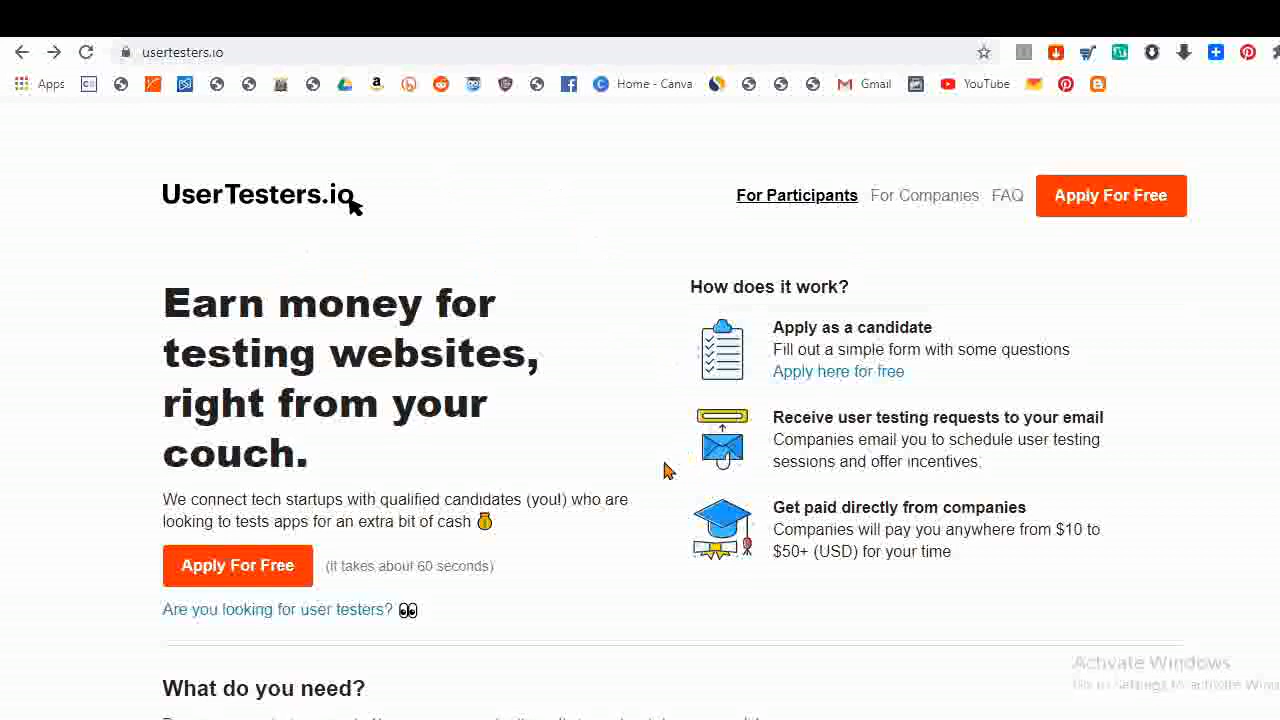 usertesters.io
Apps
Home - Canva
Gmail
YouTube
UserTesters.io
For Participants
For Companies
FAQ
Apply For Free
Earn money for
testing websites,
right from your
couch.
We connect tech startups with qualified candidates (you!) who are
looking to tests apps for an extra bit of cash
Apply For Free
(it takes about 60 seconds)
Are you looking for user testers?
How does it work?
Apply as a candidate
Fill out a simple form with some questions
Apply here for free
Receive user testing requests to your email
Companies email you to schedule user testing
sessions and offer incentives.
Get paid directly from companies
Companies will pay you anywhere from $10 to
$50+ (USD) for your time
What do you need?
Activate Windows
Go to Settings to activate